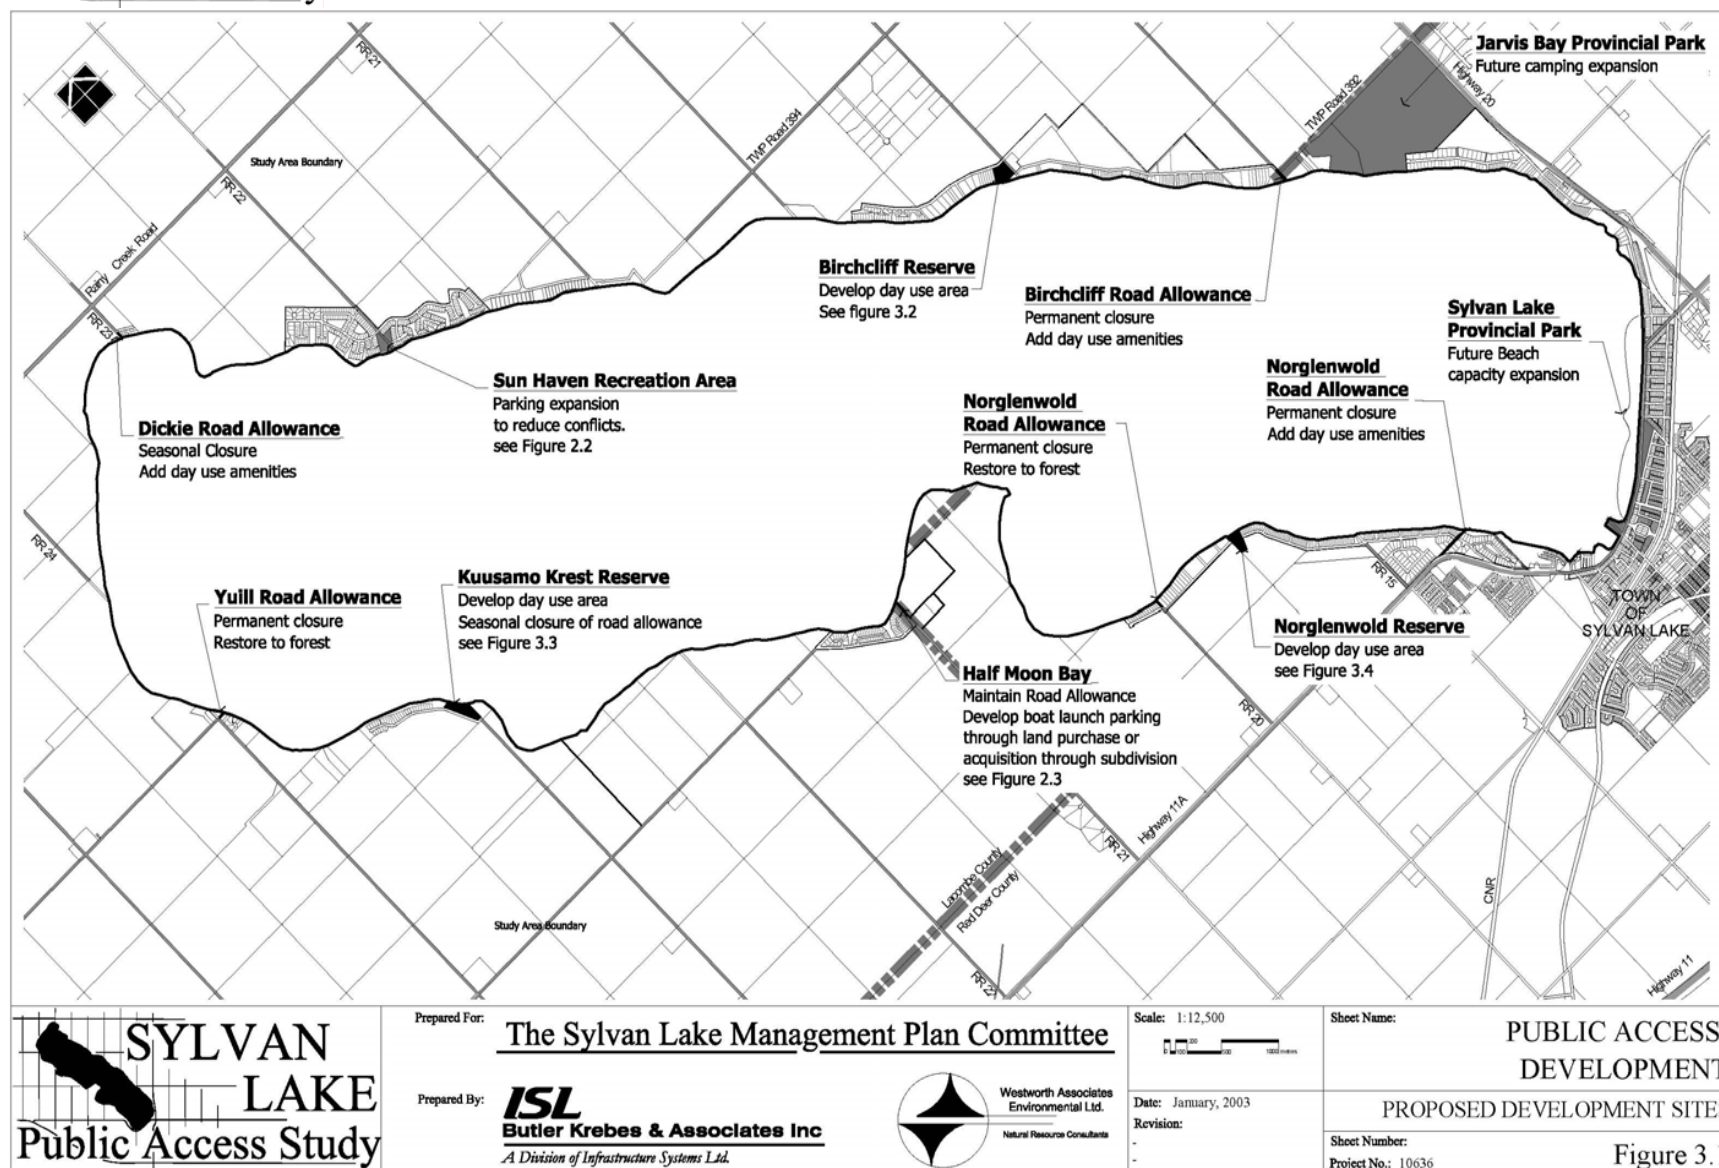 Jarvis Bay Provincial Park
Future camping expansion
Highway 20
TWP Road 392
RR 21
TWP Road 394
Study Area Boundary
RR 22
Rainy Creek Road
RR 23
Birchcliff Reserve
Develop day use area
See figure 3.2
Birchcliff Road Allowance
Permanent closure
Add day use amenities
Sylvan Lake
Provincial Park
Future Beach
capacity expansion
Norglenwold
Road Allowance
Permanent closure
Add day use amenities
Sun Haven Recreation Area
Parking expansion
to reduce conflicts.
see Figure 2.2
Norglenwold
Road Allowance
Permanent closure
Restore to forest
Dickie Road Allowance
Seasonal Closure
Add day use amenities
RR 24
RR 15
Yuill Road Allowance
Permanent closure
Restore to forest
Kuusamo Krest Reserve
Develop day use area
Seasonal closure of road allowance
see Figure 3.3
TOWN
OF
SYLVAN LAKE
Norglenwold Reserve
Develop day use area
see Figure 3.4
Half Moon Bay
Maintain Road Allowance
Develop boat launch parking
through land purchase or
acquisition through subdivision
see Figure 2.3
RR 20
Highway 11A
RR 21
Lacombe County
Red Deer County
CNR
Study Area Boundary
RR 22
Highway 11
SYLVAN
LAKE
Public Access Study
Prepared For:
The Sylvan Lake Management Plan Committee
Prepared By:
ISL
Butler Krebes & Associates Inc
A Division of Infrastructure Systems Ltd.
Westworth Associates
Environmental Ltd.
Natural Resource Consultants
Scale: 1:12,500
0 100 200 500 1000 metres
Date: January, 2003
Revision:
-
-
Sheet Name:
PUBLIC ACCESS
DEVELOPMENT
PROPOSED DEVELOPMENT SITE
Sheet Number:
Figure 3.
Project No.: 10636